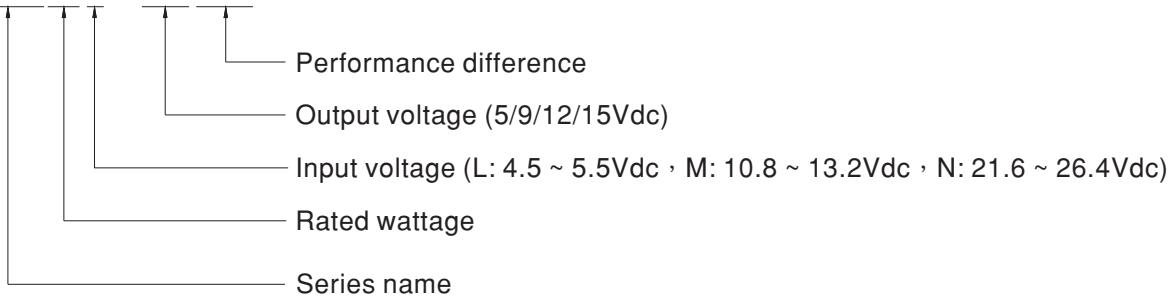 Performance difference
Output voltage (5/9/12/15Vdc)
Input voltage (L: 4.5 ~ 5.5Vdc，M: 10.8 ~ 13.2Vdc，N: 21.6 ~ 26.4Vdc)
Rated wattage
Series name